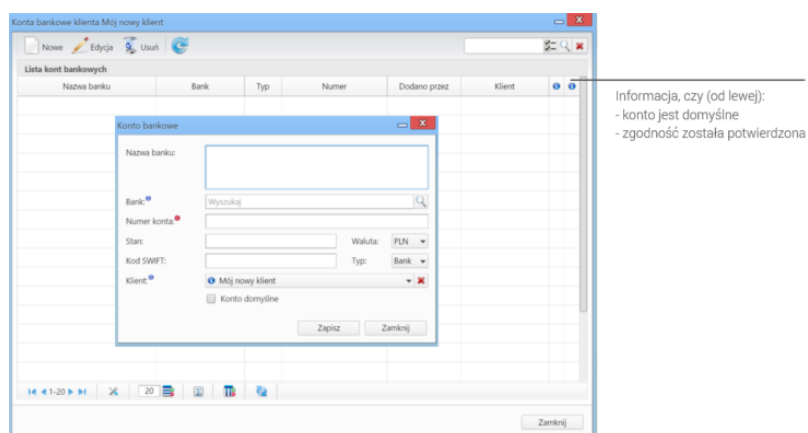 Konta bankowe klienta Mój nowy klient
Nowe Edycja Usuń
Lista kont bankowych
Nazwa banku Bank Typ Numer Dodano przez Klient
Informacja, czy (od lewej):
- konto jest domyślne
- zgodność została potwierdzona
Konto bankowe
Nazwa banku:
Bank: Wyszukaj
Numer konta:
Stan: Waluta: PLN
Kod SWIFT: Typ: Bank
Klient: Mój nowy klient
Konto domyślne
Zapisz Zamknij
1-20 20
Zamknij